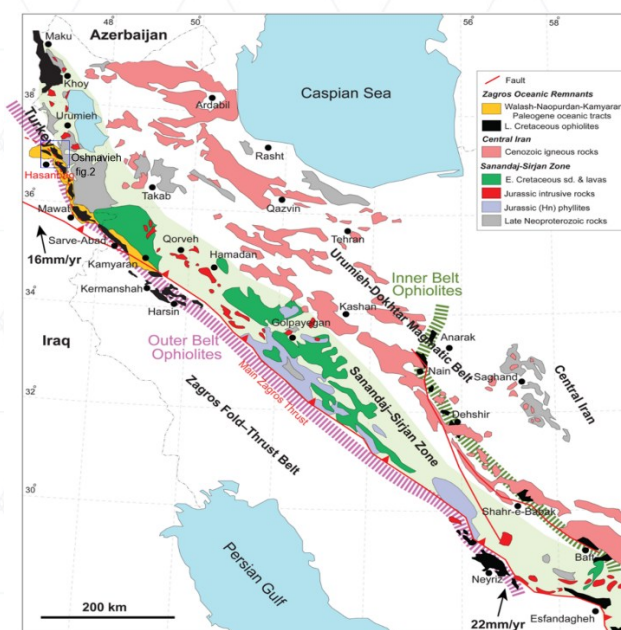 48°
50°
56°
58°
Maku
Azerbaijan
Khoy
38°
Urumieh
Ardabil
Caspian Sea
Turkey
Oshnavieh
fig.2
Rasht
36°
Takab
Qazvin
Mawat
Sarve-Abad
Qorveh
Hamadan
Tehran
16mm/yr
Kamyaran
Kermanshah
Harsin
34°
Urumieh-Dokhtar Magmatic Belt
Inner Belt
Ophiolites
Kashan
Golpayegan
Anarak
Iraq
Outer Belt
Ophiolites
Main Zagros Thrust
Nain
Saghand
Central Iran
32°
Sanandaj-Sirjan Zone
Dehshir
Zagros Fold–Thrust Belt
30°
Shahr-e-Babak
Persian Gulf
Baft
Neyriz
200 km
22mm/yr
Esfandagheh
Fault
Zagros Oceanic Remnants
Walash-Naopurdan-Kamyaran
Paleogene oceanic tracts
L. Cretaceous ophiolites
Central Iran
Cenozoic igneous rocks
Sanandaj-Sirjan Zone
E. Cretaceous sd. & lavas
Jurassic intrusive rocks
Jurassic (Hn) phyllites
Late Neoproterozoic rocks